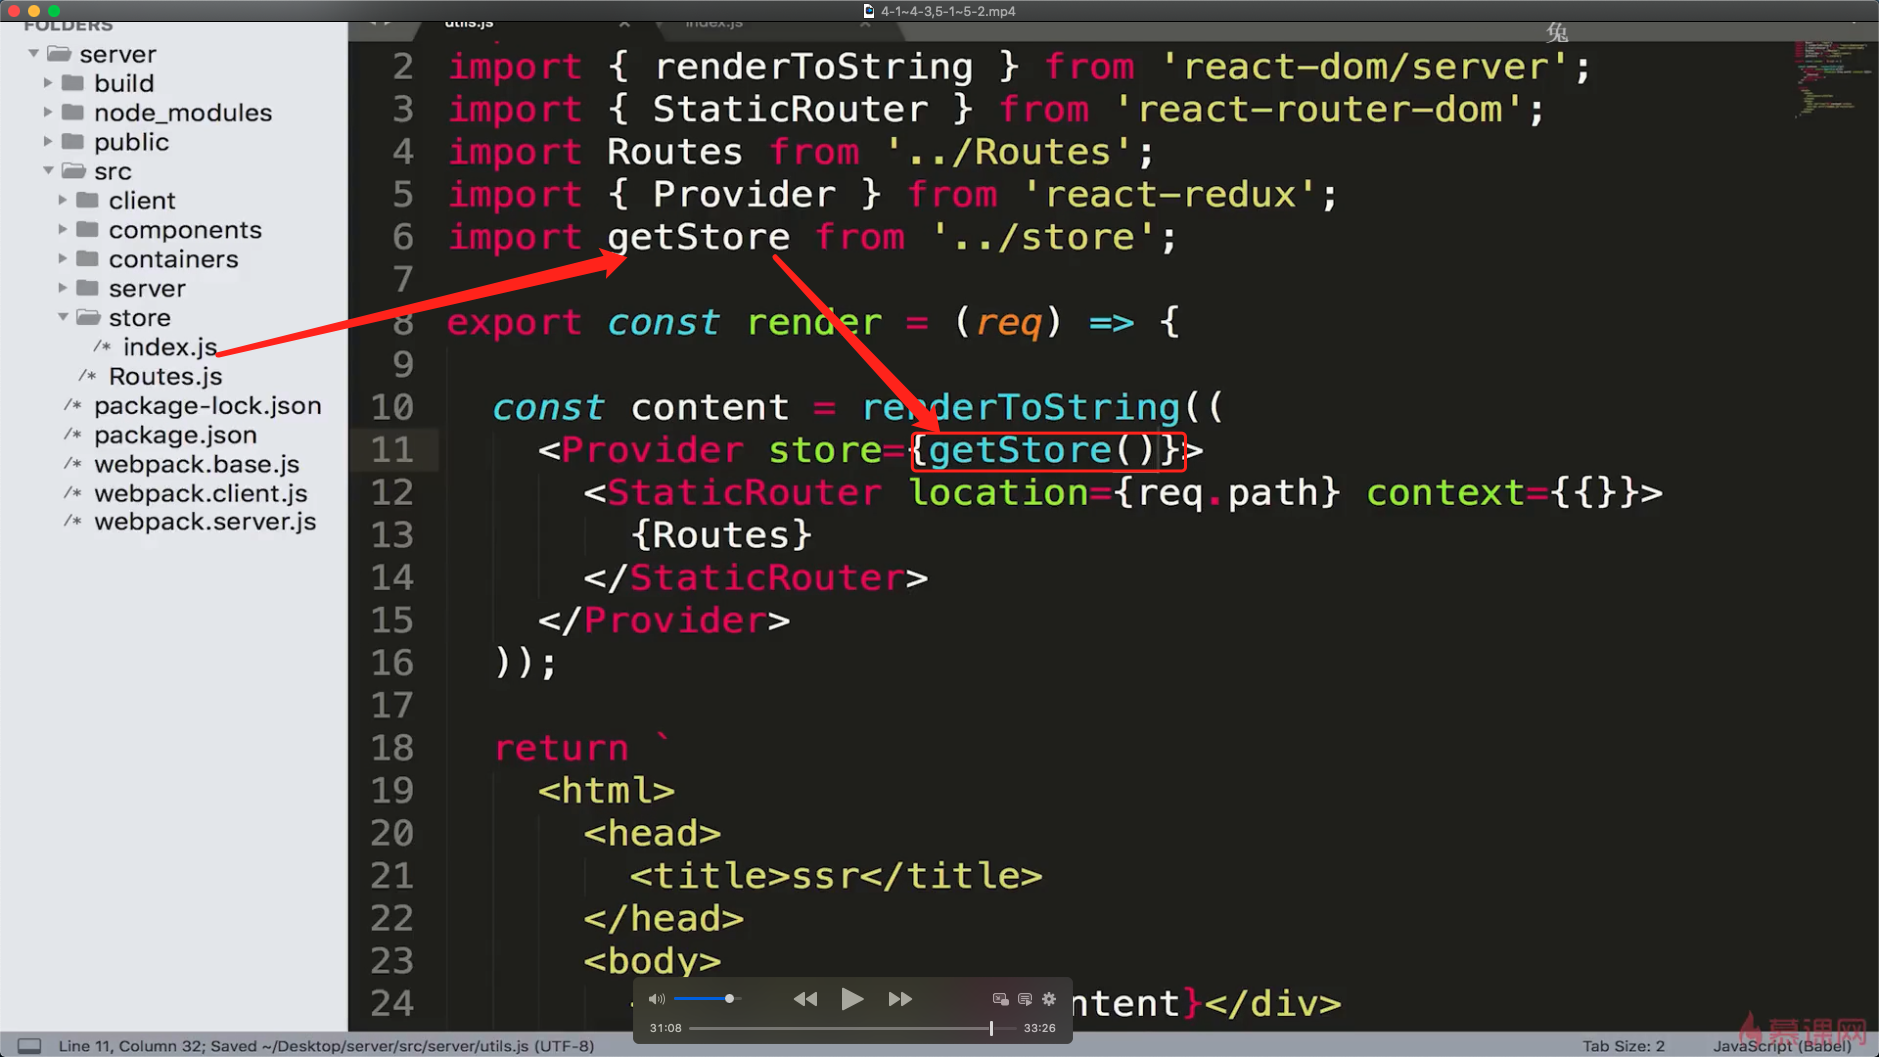 4-1~4-3,5-1~5-2.mp4
FOLDERS
server
build
node_modules
public
src
client
components
containers
server
store
/* index.js
/* Routes.js
/* package-lock.json
/* package.json
/* webpack.base.js
/* webpack.client.js
/* webpack.server.js
utils.js
index.js
兔
2 import { renderToString } from 'react-dom/server';
3 import { StaticRouter } from 'react-router-dom';
4 import Routes from '../Routes';
5 import { Provider } from 'react-redux';
6 import getStore from '../store';
7
8 export const render = (req) => {
9
10 const content = renderToString((
11 <Provider store={getStore()}>
12 <StaticRouter location={req.path} context={{}}>
13 {Routes}
14 </StaticRouter>
15 </Provider>
16 ));
17
18 return `
19 <html>
20 <head>
21 <title>ssr</title>
22 </head>
23 <body>
24 ntent}</div>
31:08
33:26
Line 11, Column 32; Saved ~/Desktop/server/src/server/utils.js (UTF-8)
Tab Size: 2
JavaScript (Babel)
慕课网